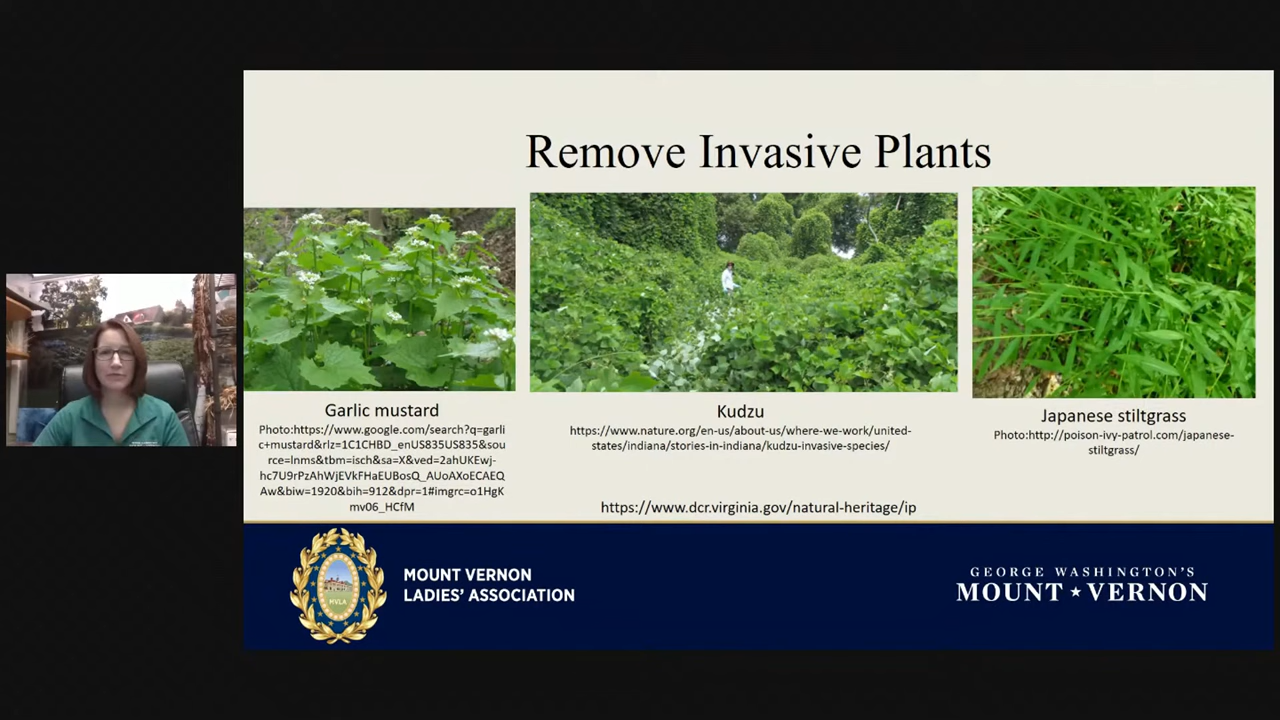 Remove Invasive Plants
Garlic mustard
Photo:https://www.google.com/search?q=garli
c+mustard&rlz=1C1CHBD_enUS835US835&sou
rce=lnms&tbm=isch&sa=X&ved=2ahUKEwj-
hc7U9rPzAhWjEVkFHaEUBosQ_AUoAXoECAEQ
Aw&biw=1920&bih=912&dpr=1#imgrc=o1HgK
mv06_HCfM
Kudzu
https://www.nature.org/en-us/about-us/where-we-work/united-
states/indiana/stories-in-indiana/kudzu-invasive-species/
Japanese stiltgrass
Photo:http://poison-ivy-patrol.com/japanese-
stiltgrass/
https://www.dcr.virginia.gov/natural-heritage/ip
MVLA
MOUNT VERNON
LADIES’ ASSOCIATION
GEORGE WASHINGTON'S
MOUNT ★ VERNON